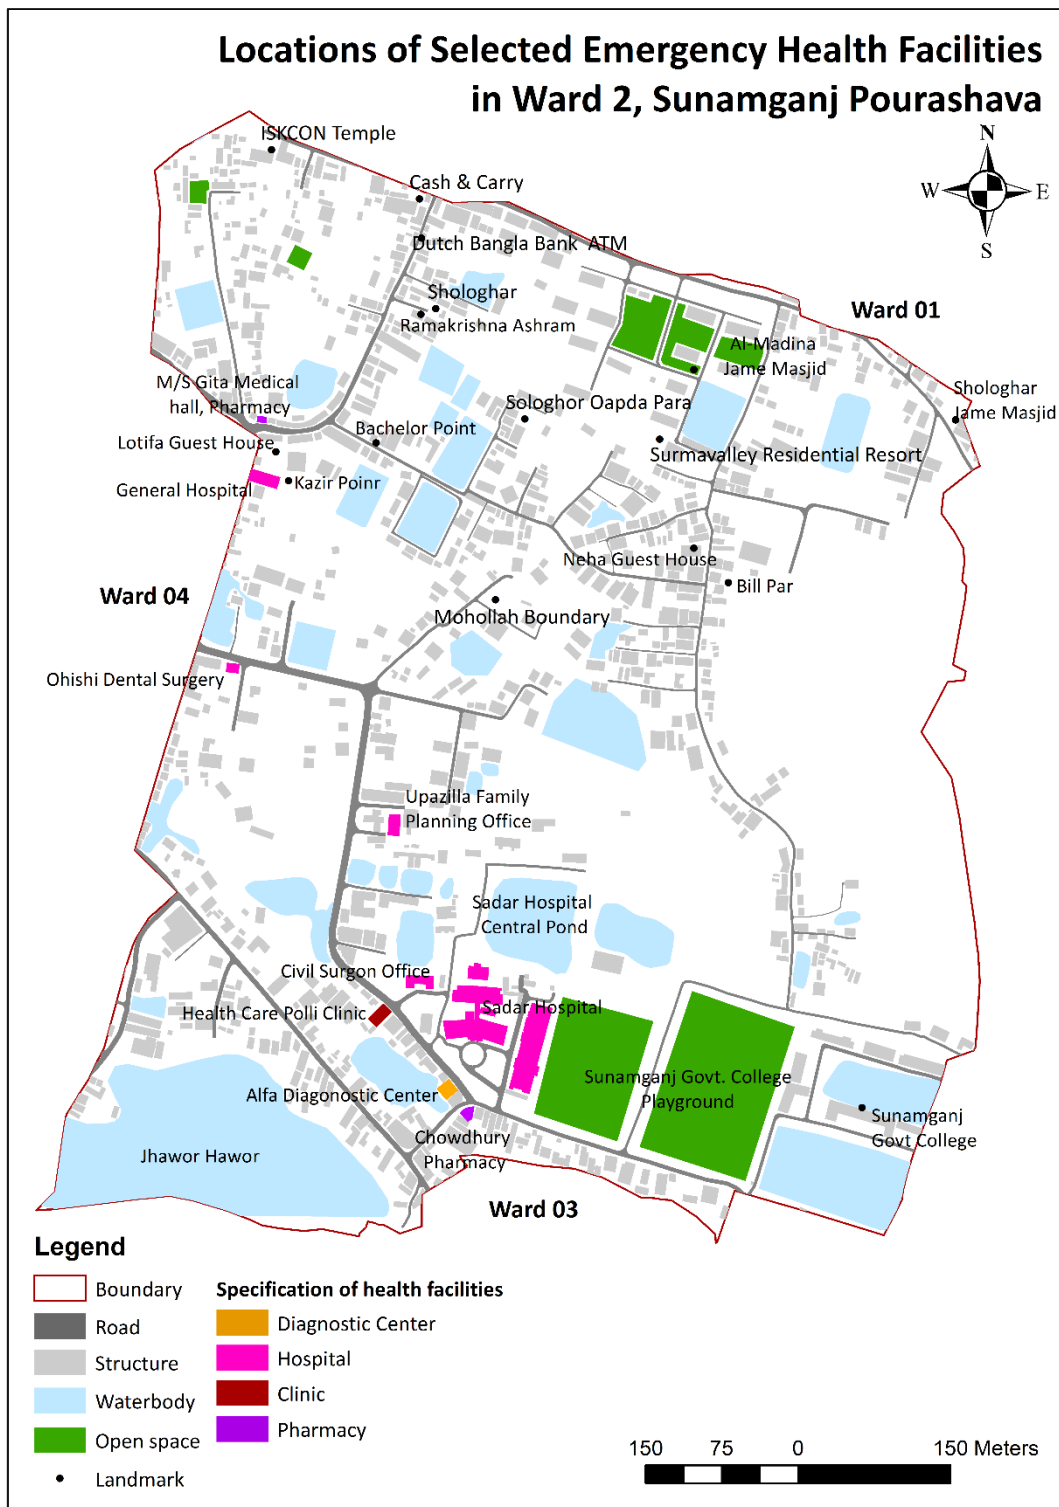 Locations of Selected Emergency Health Facilities
in Ward 2, Sunamganj Pourashava
N
W
E
S
ISKCON Temple
Cash & Carry
Dutch Bangla Bank ATM
Shologhar
Ramakrishna Ashram
Ward 01
Al-Madina
Jame Masjid
M/S Gita Medical
hall, Pharmacy
Shologhar
Jame Masjid
Sologhor Oapda Para
Bachelor Point
Lotifa Guest House
Surmavalley Residential Resort
General Hospital
Kazir Poinr
Neha Guest House
Bill Par
Ward 04
Mohollah Boundary
Ohishi Dental Surgery
Upazilla Family
Planning Office
Sadar Hospital
Central Pond
Civil Surgon Office
Sadar Hospital
Health Care Polli Clinic
Sunamganj Govt. College
Playground
Alfa Diagonostic Center
Sunamganj
Govt College
Chowdhury
Pharmacy
Jhawor Hawor
Ward 03
Legend
Boundary
Road
Structure
Waterbody
Open space
Landmark
Specification of health facilities
Diagnostic Center
Hospital
Clinic
Pharmacy
150 75 0 150 Meters